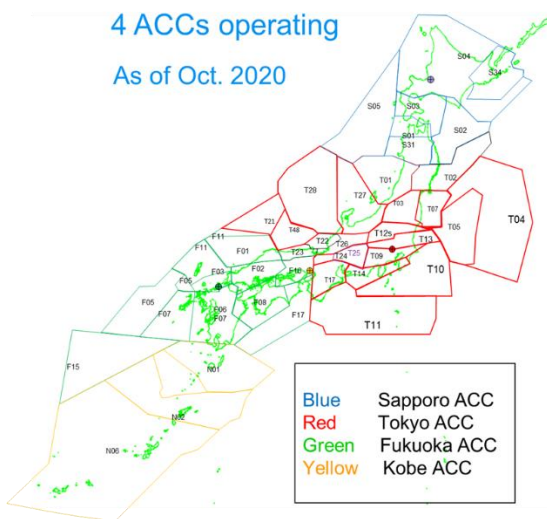 4 ACCs operating
As of Oct. 2020
S04
S34
S05
S03
S01
S31
S02
T28
T01
T27
T02
T03
T07
T04
T21
T48
T12s
T05
T22
T26
T25
T13
F11
F11
F01
T23
T24
T09
F03
F02
F16
T17
T14
T10
F05
F05
F08
F07
F06
F07
F17
T11
F15
N01
N02
N06
Blue Sapporo ACC
Red Tokyo ACC
Green Fukuoka ACC
Yellow Kobe ACC